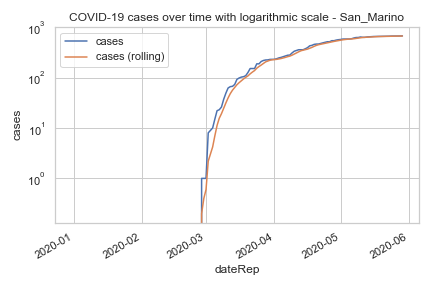 COVID-19 cases over time with logarithmic scale - San_Marino
10³
cases
cases (rolling)
10²
10¹
10⁰
cases
2020-01
2020-02
2020-03
2020-04
2020-05
2020-06
dateRep